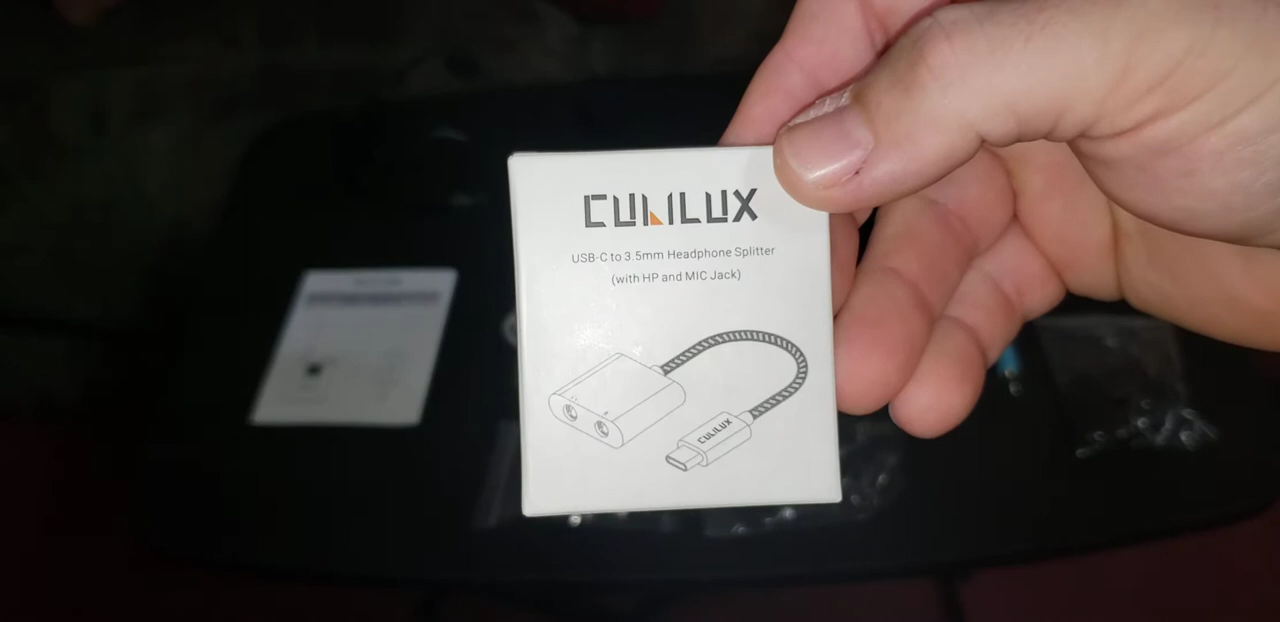 CULILUX
USB-C to 3.5mm Headphone Splitter
(with HP and MIC Jack)
CULILUX